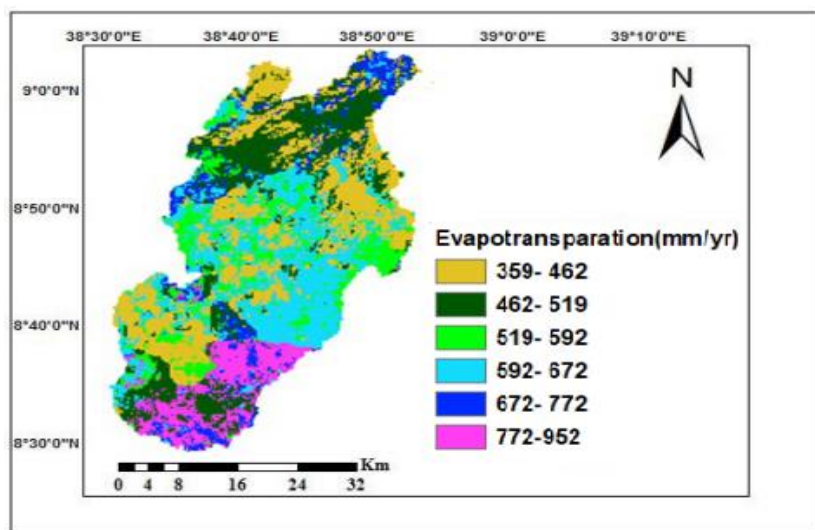 38°30'0"E 38°40'0"E 38°50'0"E 39°0'0"E 39°10'0"E
N
9°0'0"N
8°50'0"N
8°40'0"N
8°30'0"N
Evapotransparation(mm/yr)
359- 462
462- 519
519- 592
592- 672
672- 772
772-952
Km
0 4 8 16 24 32